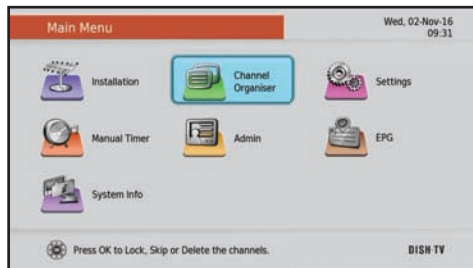 Main Menu
Wed, 02-Nov-16
09:31
Installation
Channel
Organiser
Settings
Manual Timer
Admin
EPG
System Info
Press OK to Lock, Skip or Delete the channels.
DISH·TV